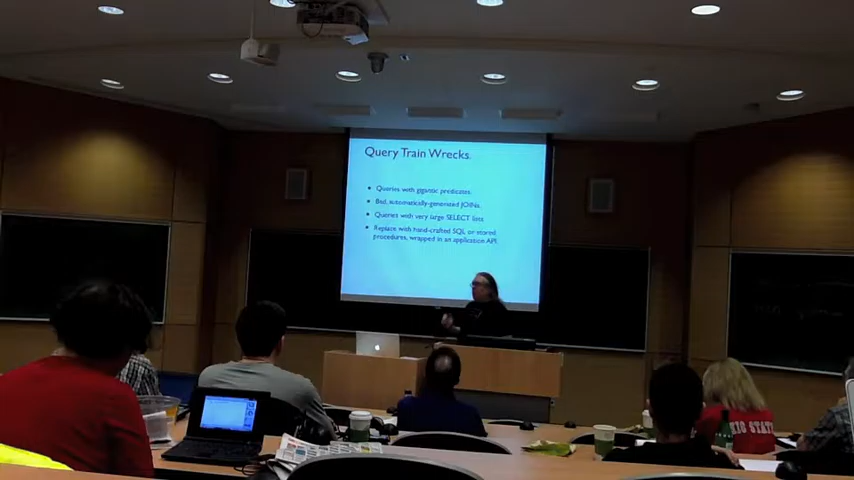 Query Train Wrecks.
• Queries with gigantic predicates.
• Bad, automatically-generated JOINs.
• Queries with very large SELECT lists.
• Replace with hand-crafted SQL, or stored
procedures, wrapped in an application API